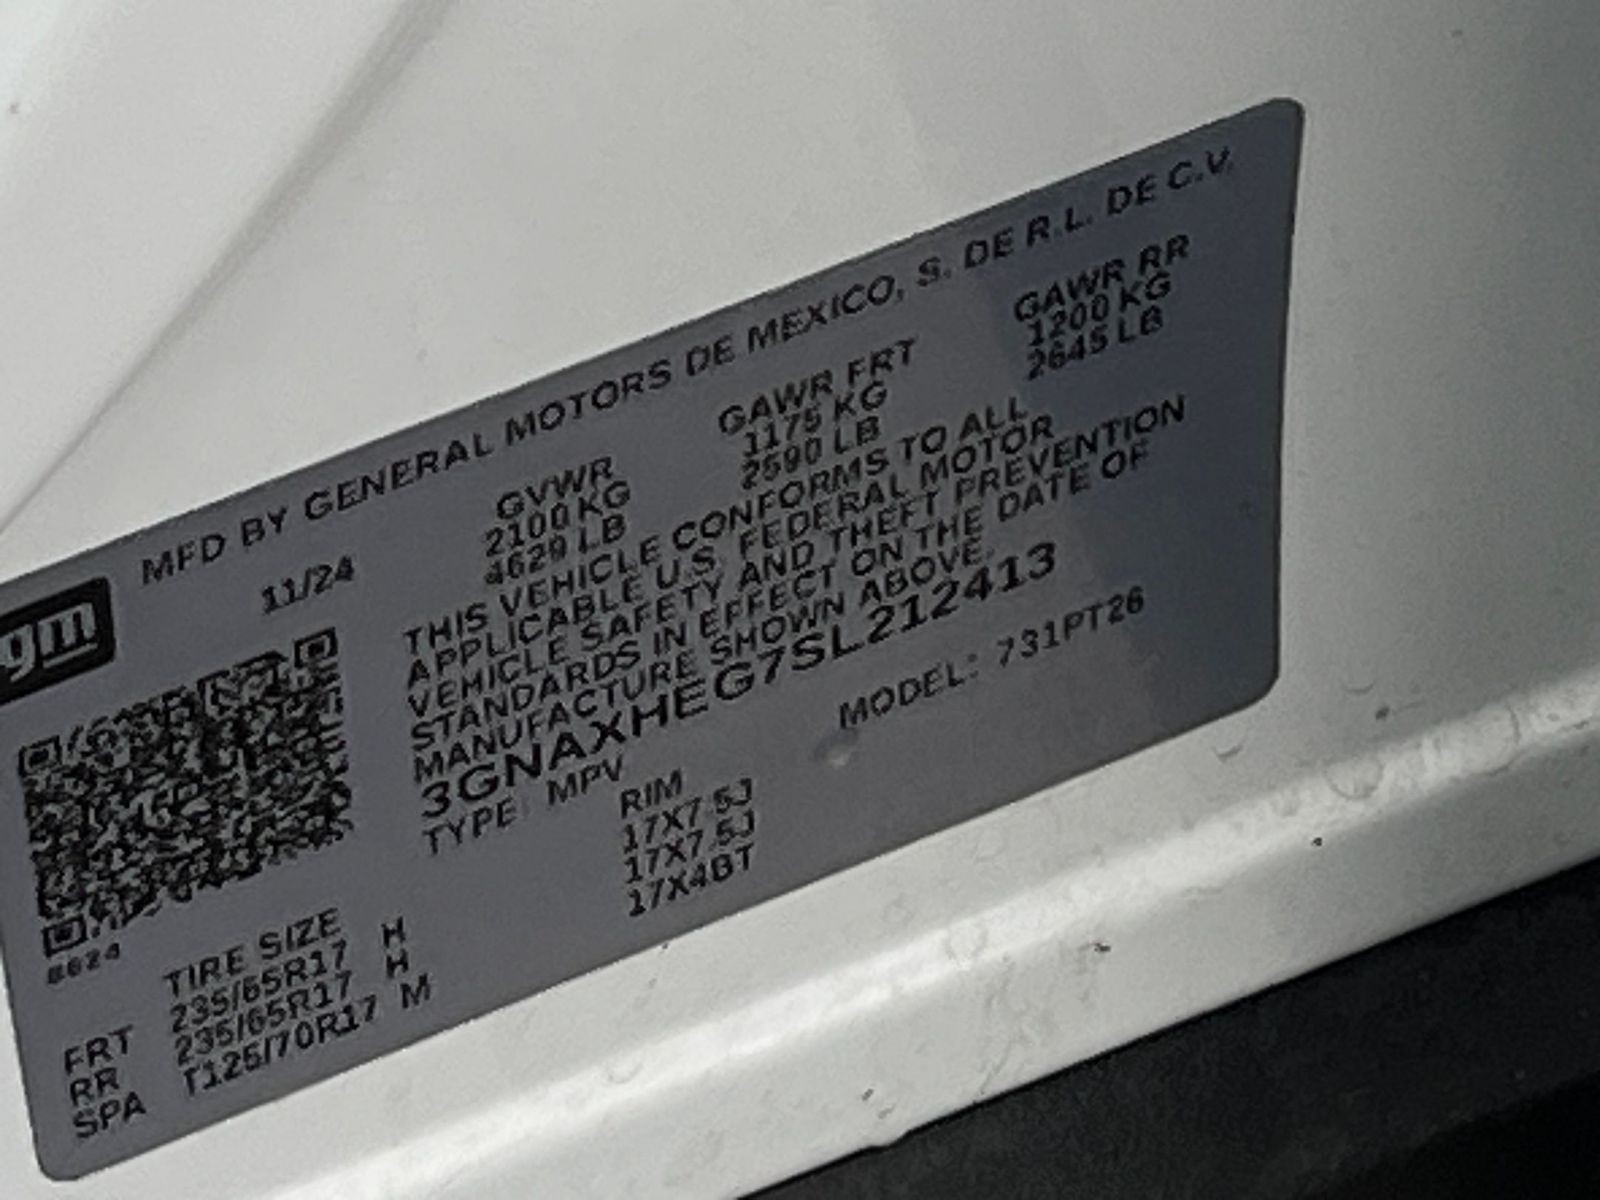 MFD BY GENERAL MOTORS DE MEXICO, S. DE R.L. DE C.V.
gm
11/24
GVWR GAWR FRT GAWR RR
2100 KG 1175 KG 1200 KG
4629 LB 2590 LB 2645 LB
THIS VEHICLE CONFORMS TO ALL
APPLICABLE U.S. FEDERAL MOTOR
VEHICLE SAFETY AND THEFT PREVENTION
STANDARDS IN EFFECT ON THE DATE OF
MANUFACTURE SHOWN ABOVE.
3GNAXHEG7SL212413
TYPE: MPV MODEL: 731PT26
8624
TIRE SIZE RIM
FRT 235/65R17 H 17X7.5J
RR 235/65R17 H 17X7.5J
SPA T125/70R17 M 17X4BT